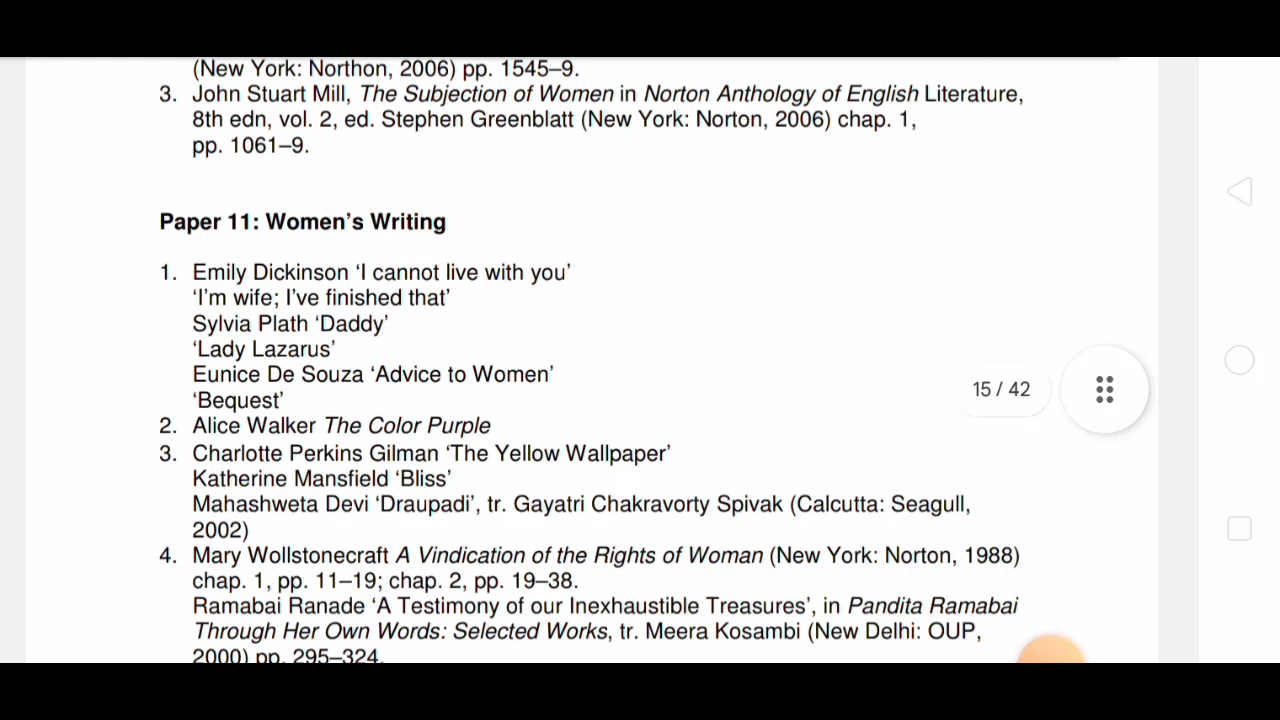 (New York: Northon, 2006) pp. 1545–9.
3. John Stuart Mill, The Subjection of Women in Norton Anthology of English Literature,
8th edn, vol. 2, ed. Stephen Greenblatt (New York: Norton, 2006) chap. 1,
pp. 1061–9.
Paper 11: Women’s Writing
1. Emily Dickinson ‘I cannot live with you’
‘I’m wife; I’ve finished that’
Sylvia Plath ‘Daddy’
‘Lady Lazarus’
Eunice De Souza ‘Advice to Women’
‘Bequest’
15 / 42
2. Alice Walker The Color Purple
3. Charlotte Perkins Gilman ‘The Yellow Wallpaper’
Katherine Mansfield ‘Bliss’
Mahashweta Devi ‘Draupadi’, tr. Gayatri Chakravorty Spivak (Calcutta: Seagull,
2002)
4. Mary Wollstonecraft A Vindication of the Rights of Woman (New York: Norton, 1988)
chap. 1, pp. 11–19; chap. 2, pp. 19–38.
Ramabai Ranade ‘A Testimony of our Inexhaustible Treasures’, in Pandita Ramabai
Through Her Own Words: Selected Works, tr. Meera Kosambi (New Delhi: OUP,
2000) pp. 295–324.